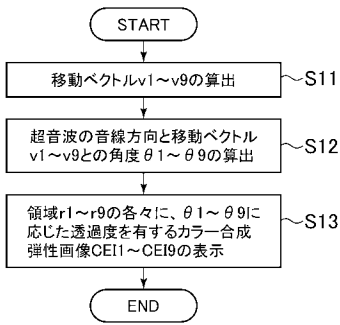 START
移動ベクトルv1～v9の算出
S11
超音波の音線方向と移動ベクトル
v1～v9との角度θ1～θ9の算出
S12
領域r1～r9の各々に、θ1～θ9に
応じた透過度を有するカラー合成
弾性画像CEI1～CEI9の表示
S13
END